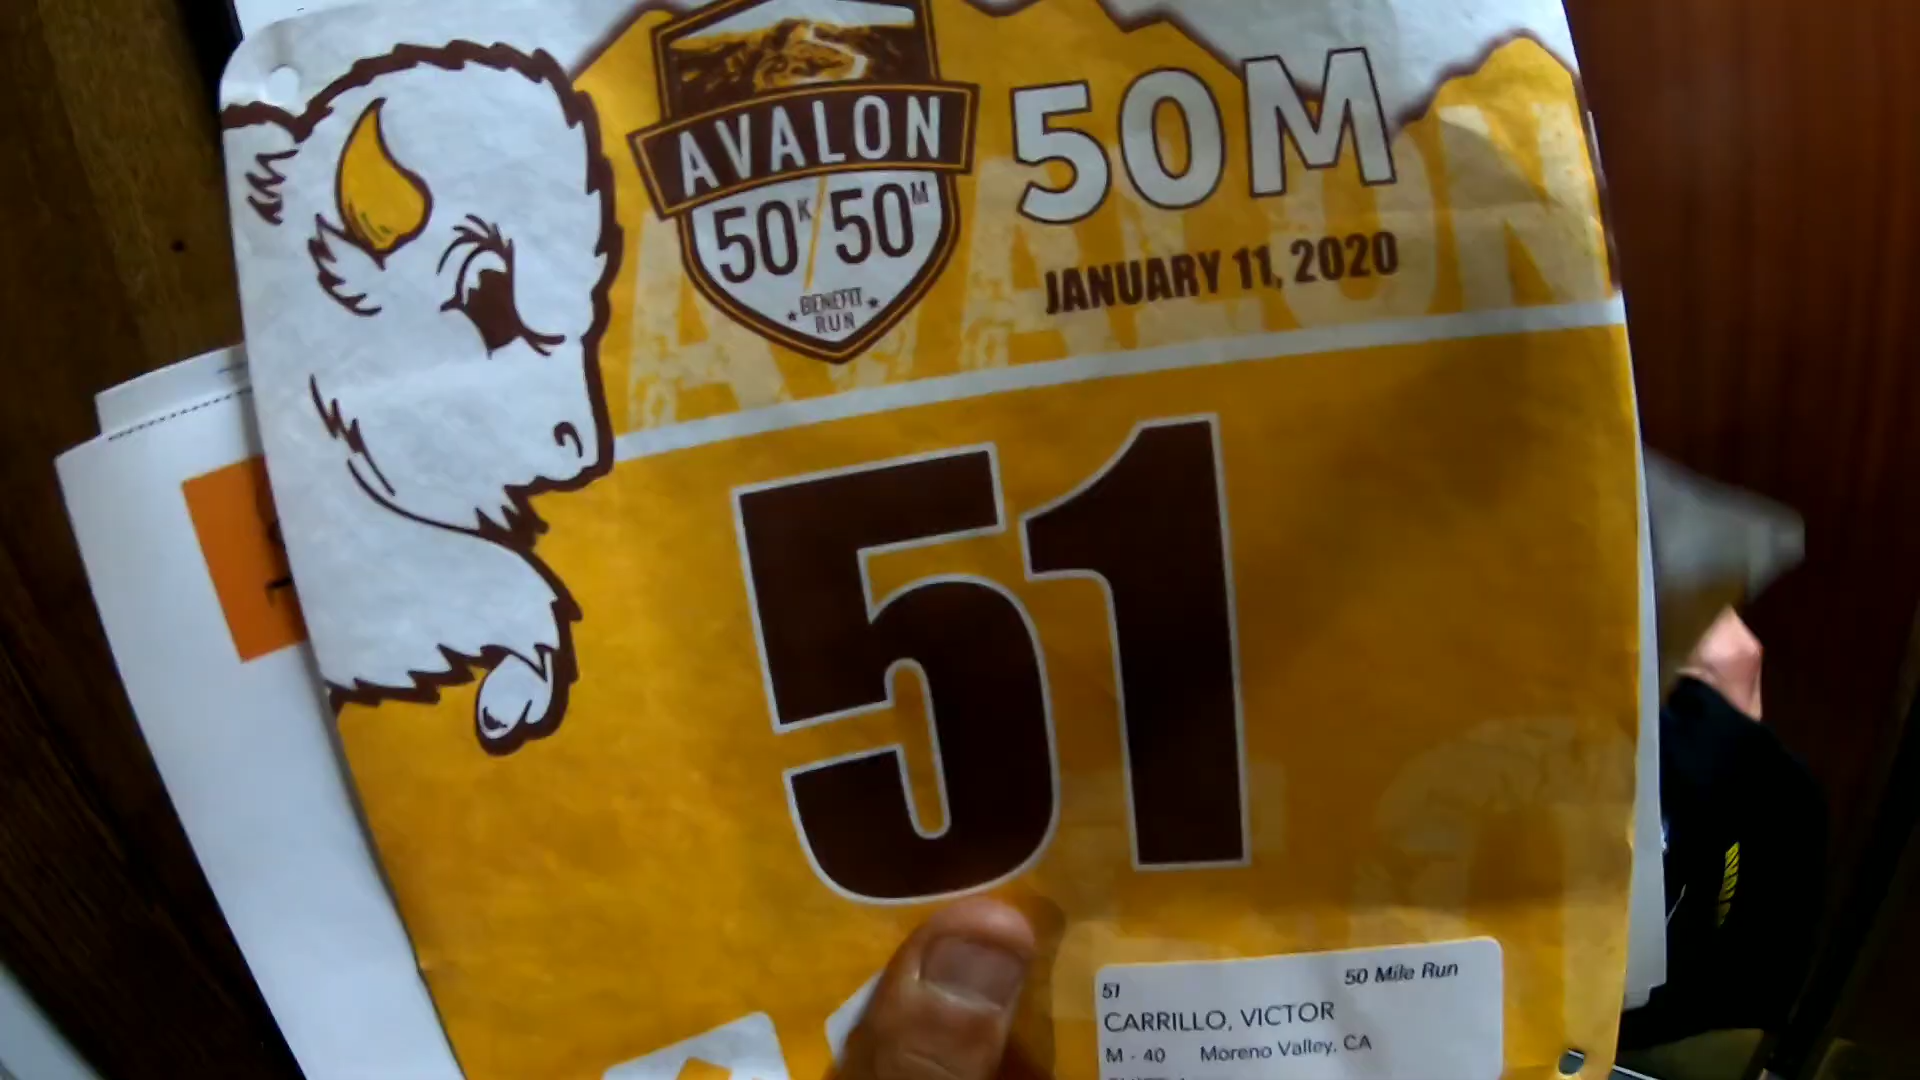 AVALON
50K/50M
★ BENEFIT ★
RUN
50M
JANUARY 11, 2020
AVALON
51
51 50 Mile Run
CARRILLO, VICTOR
M - 40 Moreno Valley, CA